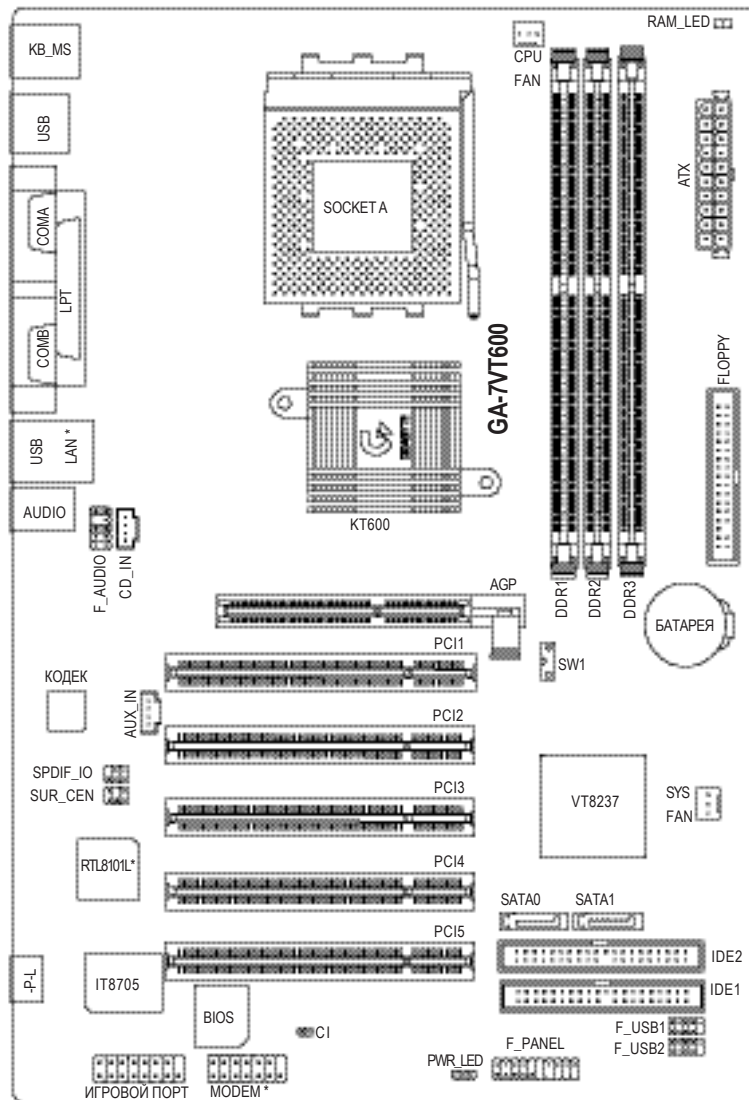 RAM_LED
KB_MS
CPU
FAN
USB
ATX
SOCKET A
COMA
LPT
COMB
GA-7VT600
FLOPPY
USB
LAN *
KT600
AUDIO
F_AUDIO
CD_IN
AGP
DDR1
DDR2
DDR3
БАТАРЕЯ
PCI1
SW1
КОДЕК
AUX_IN
PCI2
SPDIF_IO
SUR_CEN
PCI3
VT8237
SYS
FAN
RTL8101L*
PCI4
SATA0
SATA1
PCI5
IDE2
-P-L
IT8705
IDE1
BIOS
CI
F_USB1
F_USB2
PWR_LED
F_PANEL
ИГРОВОЙ ПОРТ
MODEM *